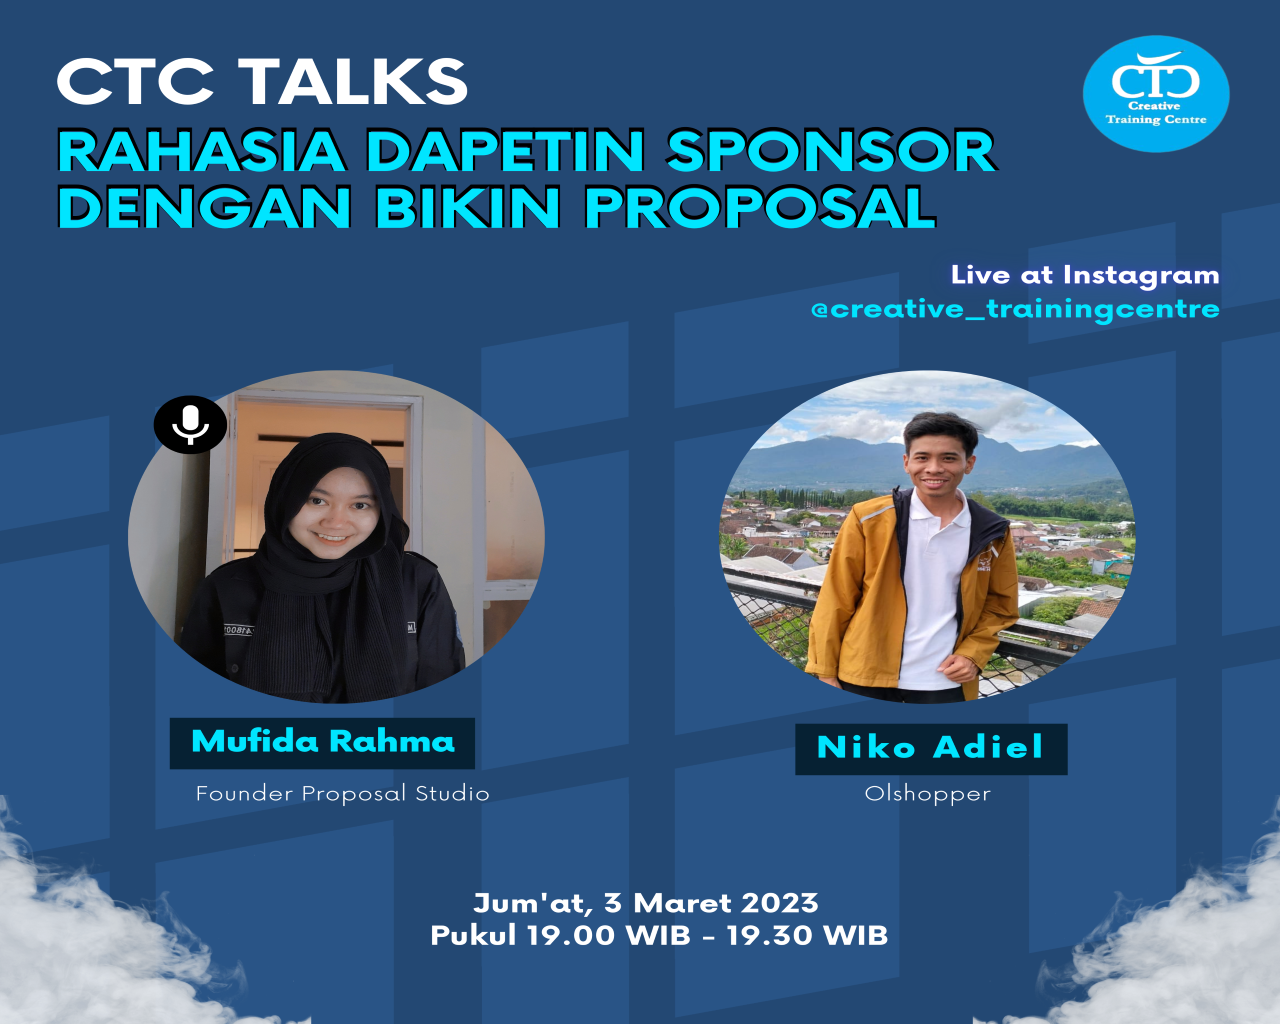 CTC TALKS
RAHASIA DAPETIN SPONSOR
DENGAN BIKIN PROPOSAL
CTC
Creative
Training Centre
Live at Instagram
@creative_trainingcentre
Mufida Rahma
Founder Proposal Studio
Niko Adiel
Olshopper
Jum'at, 3 Maret 2023
Pukul 19.00 WIB - 19.30 WIB